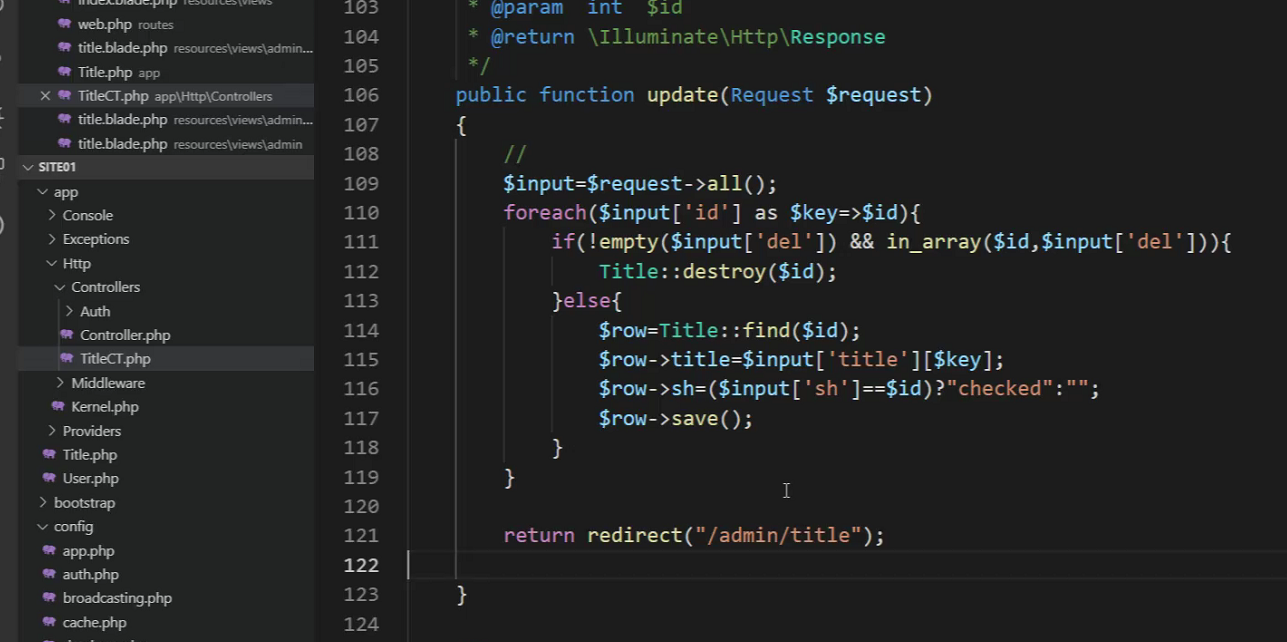 index.blade.php resources\views
web.php routes
title.blade.php resources\views\admin...
Title.php app
TitleCT.php app\Http\Controllers
title.blade.php resources\views\admin...
title.blade.php resources\views\admin
SITE01
app
Console
Exceptions
Http
Controllers
Auth
Controller.php
TitleCT.php
Middleware
Kernel.php
Providers
Title.php
User.php
bootstrap
config
app.php
auth.php
broadcasting.php
cache.php
103 * @param  int  $id
104 * @return \Illuminate\Http\Response
105 */
106 public function update(Request $request)
107 {
108 //
109 $input=$request->all();
110 foreach($input['id'] as $key=>$id){
111 if(!empty($input['del']) && in_array($id,$input['del'])){
112 Title::destroy($id);
113 }else{
114 $row=Title::find($id);
115 $row->title=$input['title'][$key];
116 $row->sh=($input['sh']==$id)?"checked":"";
117 $row->save();
118 }
119 }
120
121 return redirect("/admin/title");
122
123 }
124